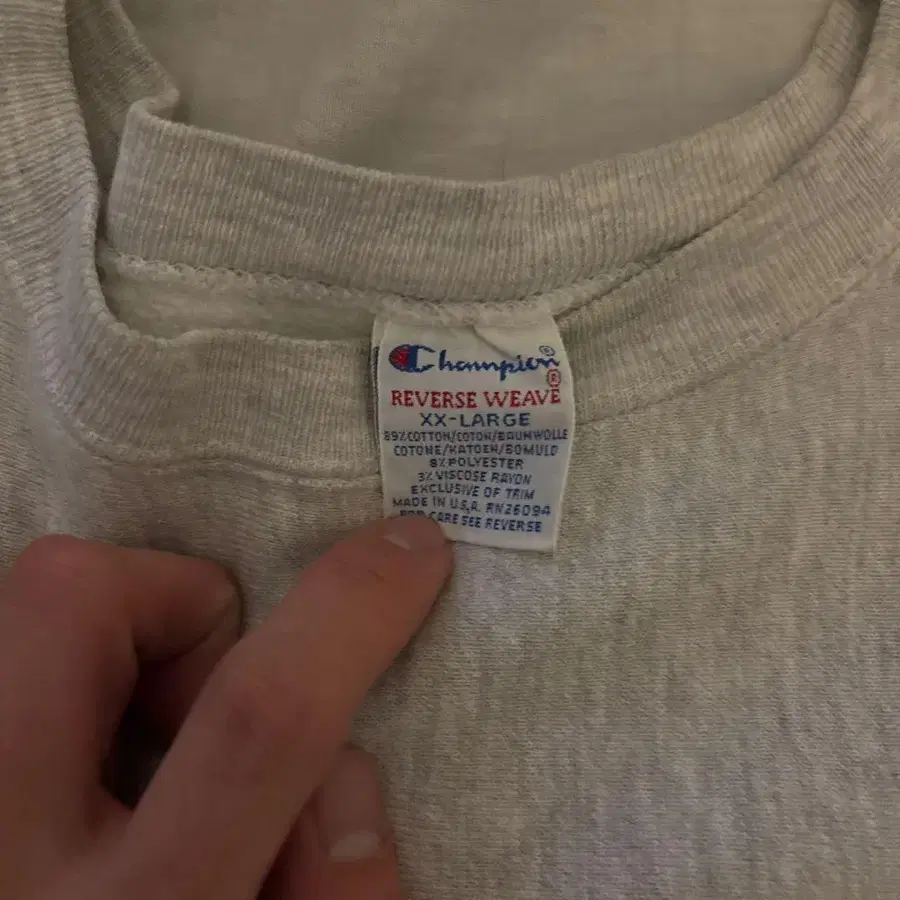 Champion®
REVERSE WEAVE®
XX-LARGE
89% COTTON/COTON/BAUMWOLLE
COTONE/KATOEN/BOMULD
8% POLYESTER
3% VISCOSE RAYON
EXCLUSIVE OF TRIM
MADE IN U.S.A. RN26094
FOR CARE SEE REVERSE